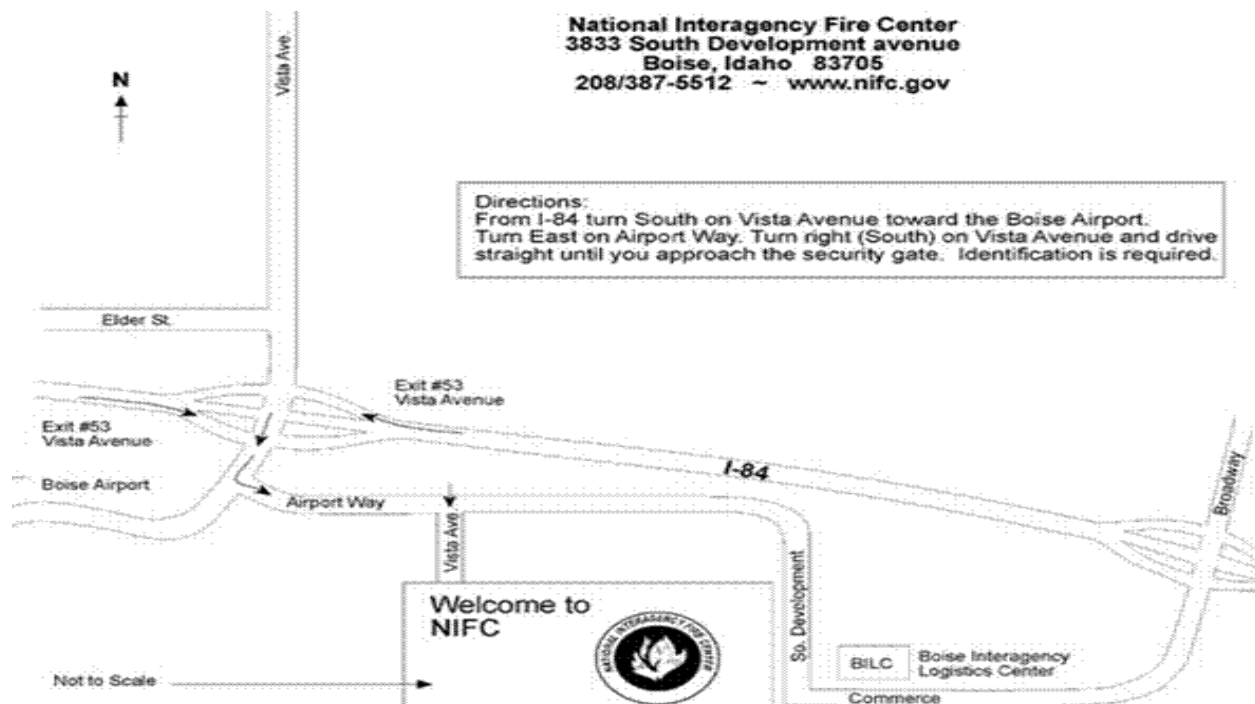 National Interagency Fire Center
3833 South Development avenue
Boise, Idaho 83705
208/387-5512 ~ www.nifc.gov
N
Vista Ave.
Directions:
From I-84 turn South on Vista Avenue toward the Boise Airport.
Turn East on Airport Way. Turn right (South) on Vista Avenue and drive
straight until you approach the security gate. Identification is required.
Elder St.
Exit #53
Vista Avenue
Exit #53
Vista Avenue
I-84
Broadway
Boise Airport
Airport Way
Vista Ave
So. Development
Welcome to
NIFC
NATIONAL INTERAGENCY FIRE CENTER
BILC
Boise Interagency
Logistics Center
Not to Scale
Commerce